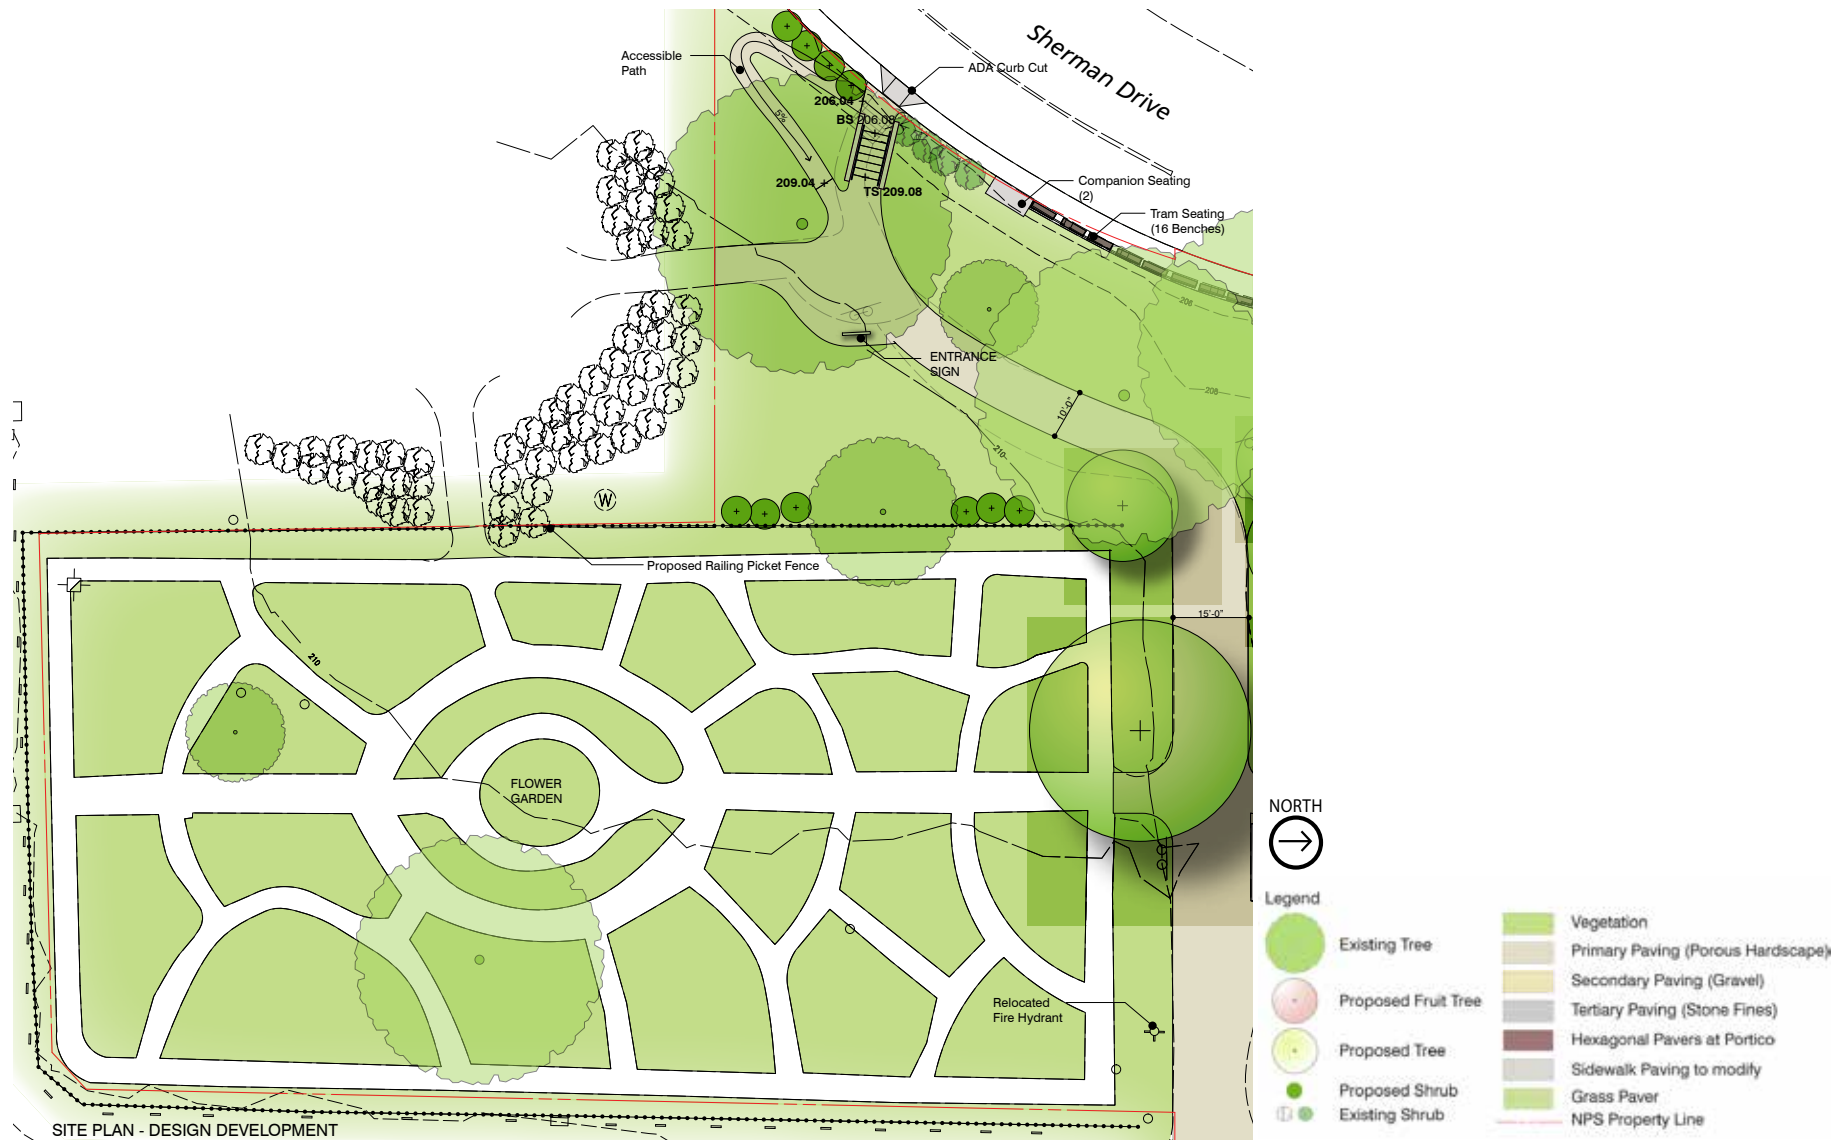 Sherman Drive
Accessible
Path
ADA Curb Cut
206.04
BS 206.08
5%
209.04
TS 209.08
Companion Seating
(2)
Tram Seating
(16 Benches)
206
ENTRANCE
SIGN
206
10'-0"
210
W
Proposed Railing Picket Fence
15'-0"
210
FLOWER
GARDEN
NORTH
Relocated
Fire Hydrant
Legend
Existing Tree
Proposed Fruit Tree
Proposed Tree
Proposed Shrub
Existing Shrub
Vegetation
Primary Paving (Porous Hardscape)
Secondary Paving (Gravel)
Tertiary Paving (Stone Fines)
Hexagonal Pavers at Portico
Sidewalk Paving to modify
Grass Paver
NPS Property Line
SITE PLAN - DESIGN DEVELOPMENT